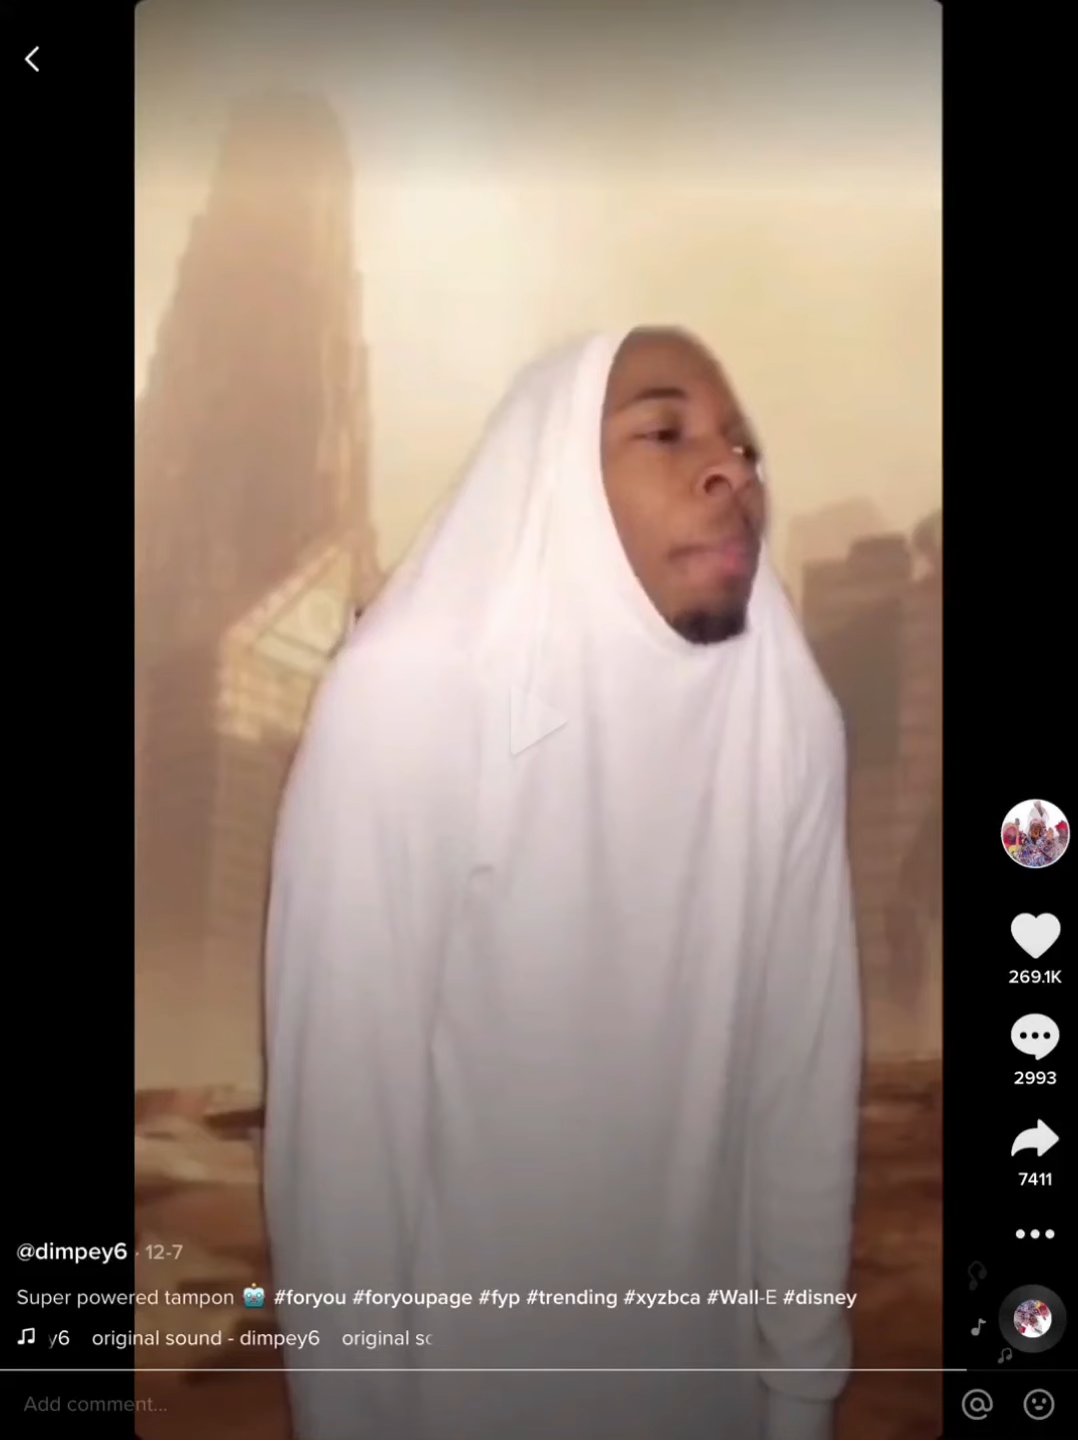 269.1K
2993
7411
@dimpey6 · 12-7
Super powered tampon 🤖 #foryou #foryoupage #fyp #trending #xyzbca #Wall-E #disney
y6 original sound - dimpey6 original sc
Add comment...